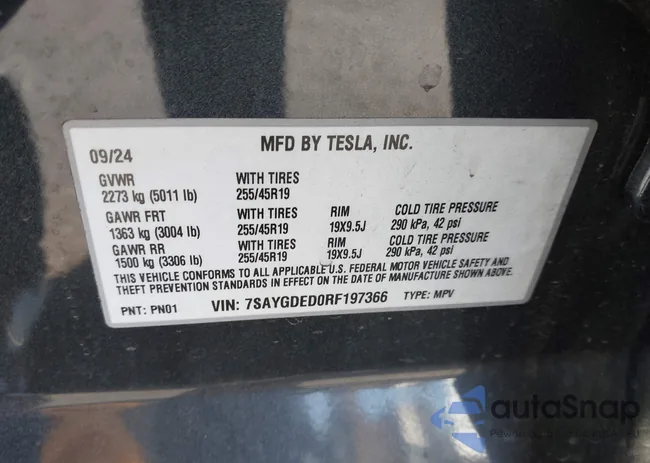 MFD BY TESLA, INC.
09/24
GVWR WITH TIRES
2273 kg (5011 lb) 255/45R19
GAWR FRT WITH TIRES RIM COLD TIRE PRESSURE
1363 kg (3004 lb) 255/45R19 19X9.5J 290 kPa, 42 psi
GAWR RR WITH TIRES RIM COLD TIRE PRESSURE
1500 kg (3306 lb) 255/45R19 19X9.5J 290 kPa, 42 psi
THIS VEHICLE CONFORMS TO ALL APPLICABLE U.S. FEDERAL MOTOR VEHICLE SAFETY AND
THEFT PREVENTION STANDARDS IN EFFECT ON THE DATE OF MANUFACTURE SHOWN ABOVE.
PNT: PN01 VIN: 7SAYGDED0RF197366 TYPE: MPV
autoSnap